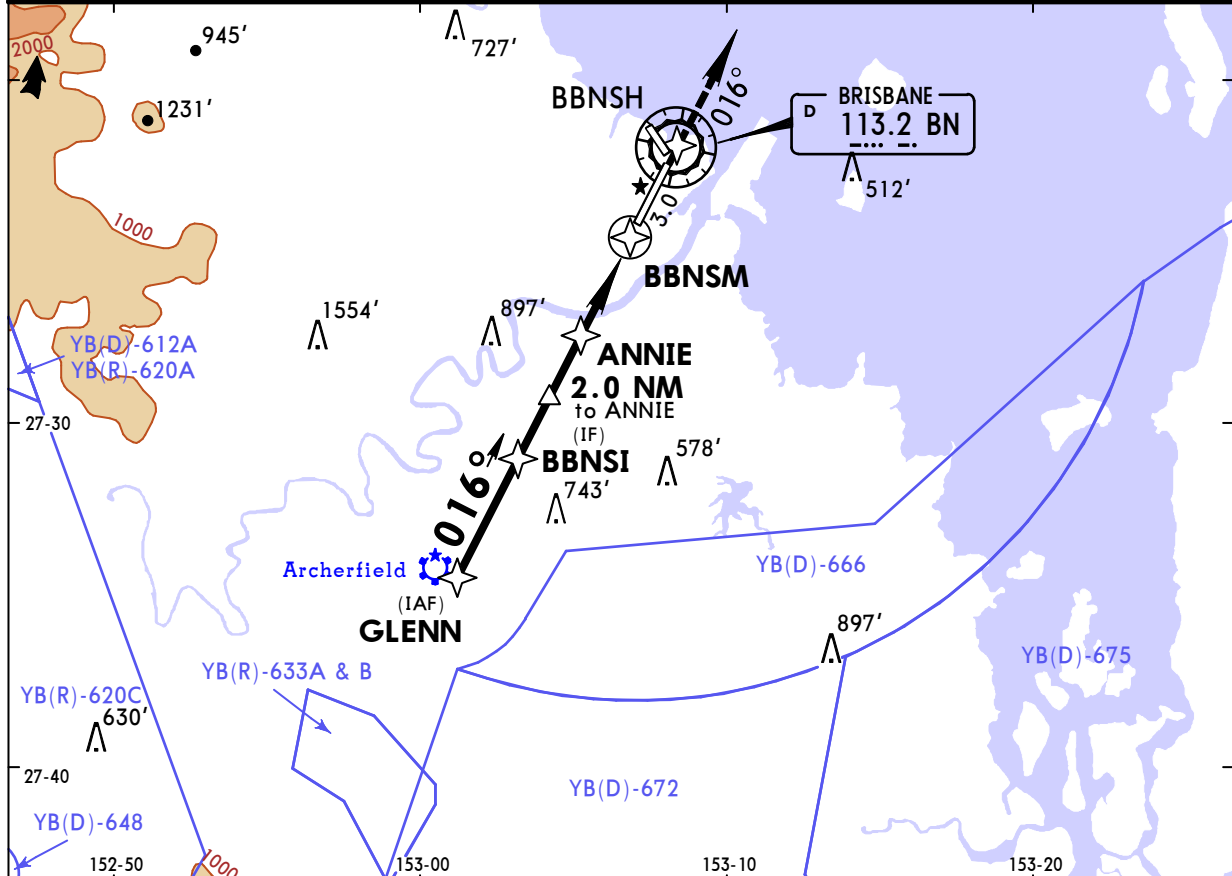 2000
945'
727'
1231'
BBNSH
016°
BRISBANE
D
113.2 BN
512'
3.0
1000
BBNSM
1554'
897'
YB(D)-612A
YB(R)-620A
ANNIE
2.0 NM
to ANNIE
(IF)
27-30
BBNSI
578'
016°
743'
Archerfield
YB(D)-666
(IAF)
GLENN
897'
YB(R)-633A & B
YB(D)-675
YB(R)-620C
630'
27-40
YB(D)-672
YB(D)-648
152-50
1000
153-00
153-10
153-20